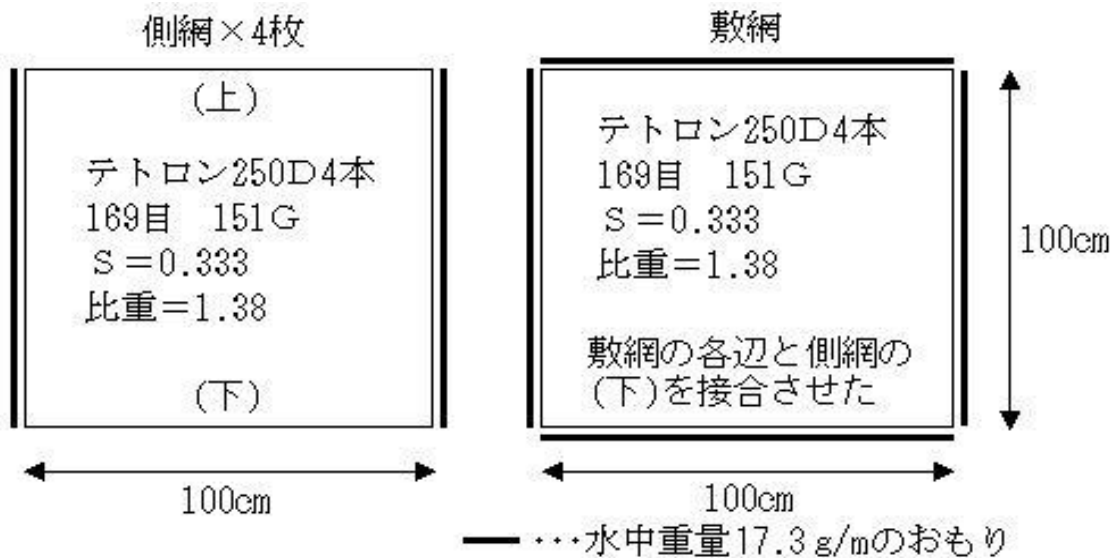 側網×4枚
(上)
テトロン250D4本
169目 151G
S=0.333
比重=1.38
(下)
100cm
敷網
テトロン250D4本
169目 151G
S=0.333
比重=1.38
敷網の各辺と側網の
(下)を接合させた
100cm
100cm
━━・・・水中重量17.3g/mのおもり